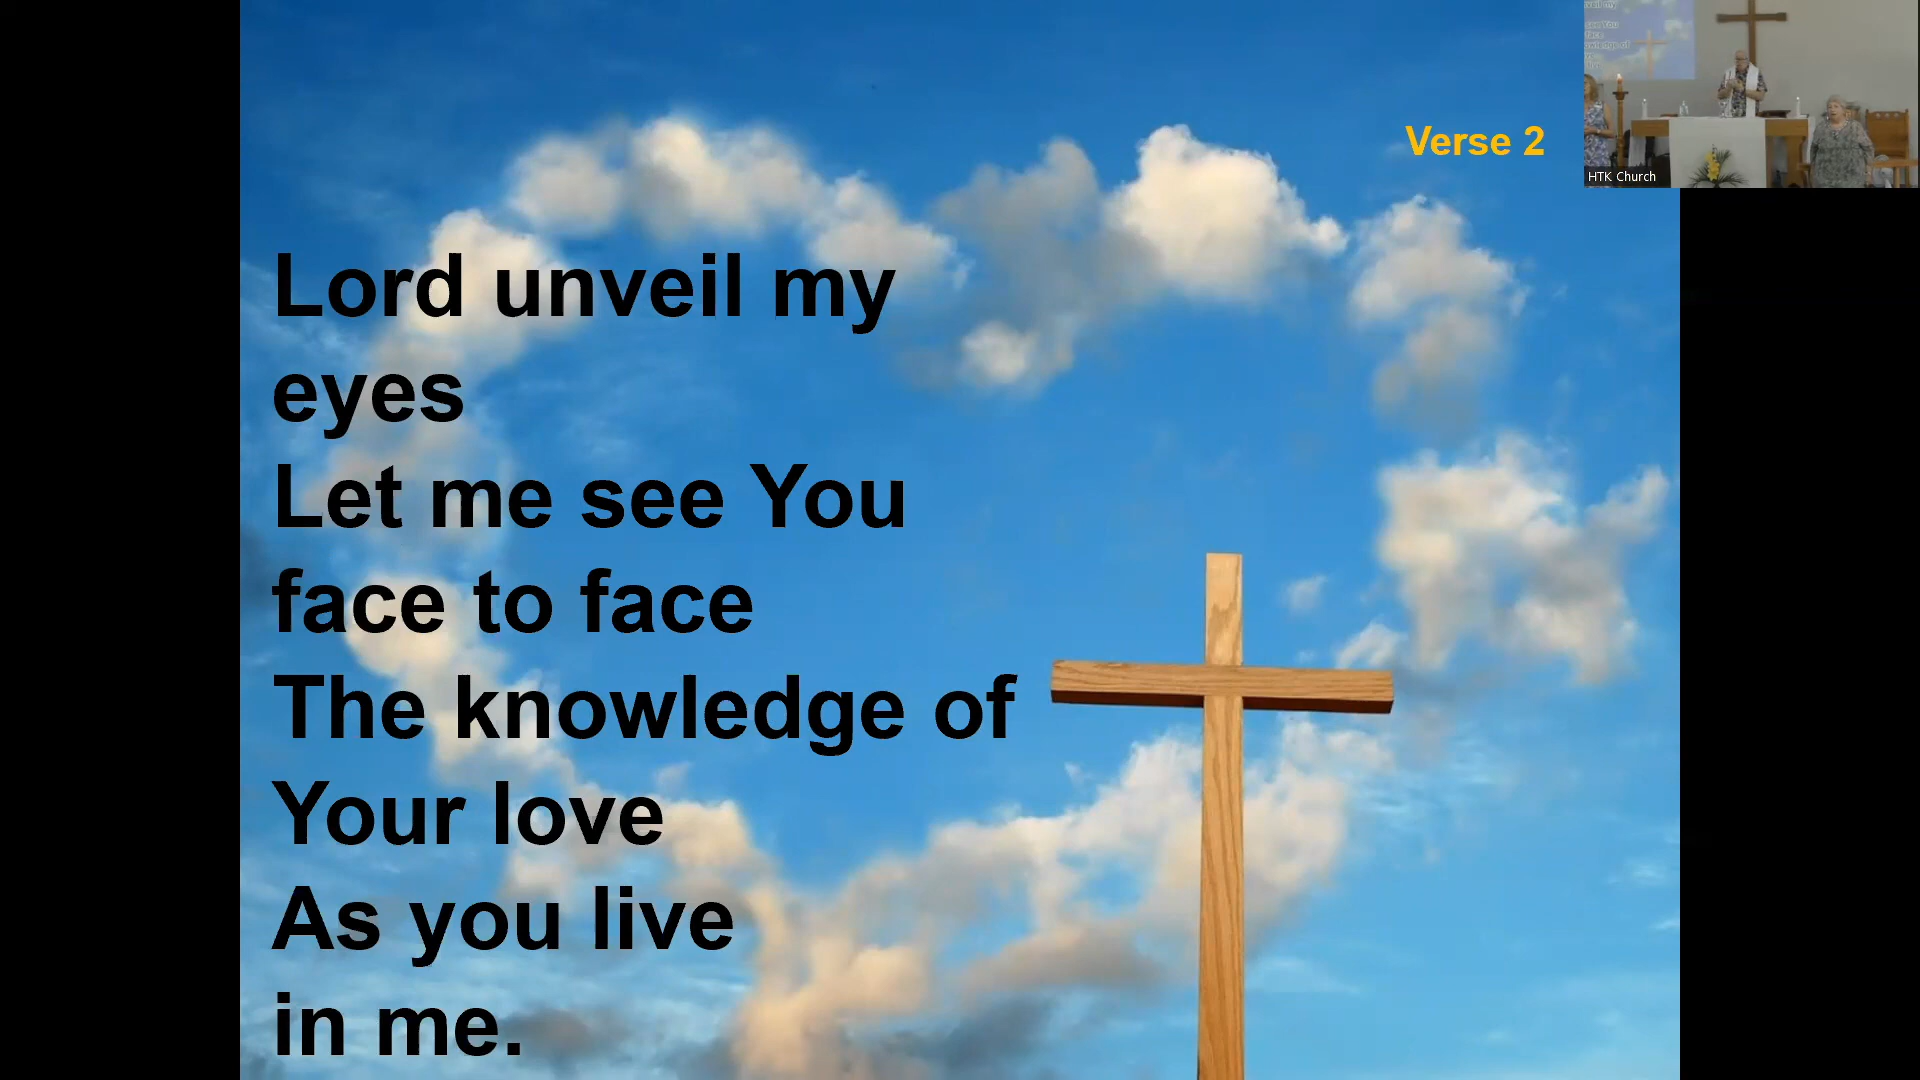 Verse 2
HTK Church
Lord unveil my
eyes
Let me see You
face to face
The knowledge of
Your love
As you live
in me.